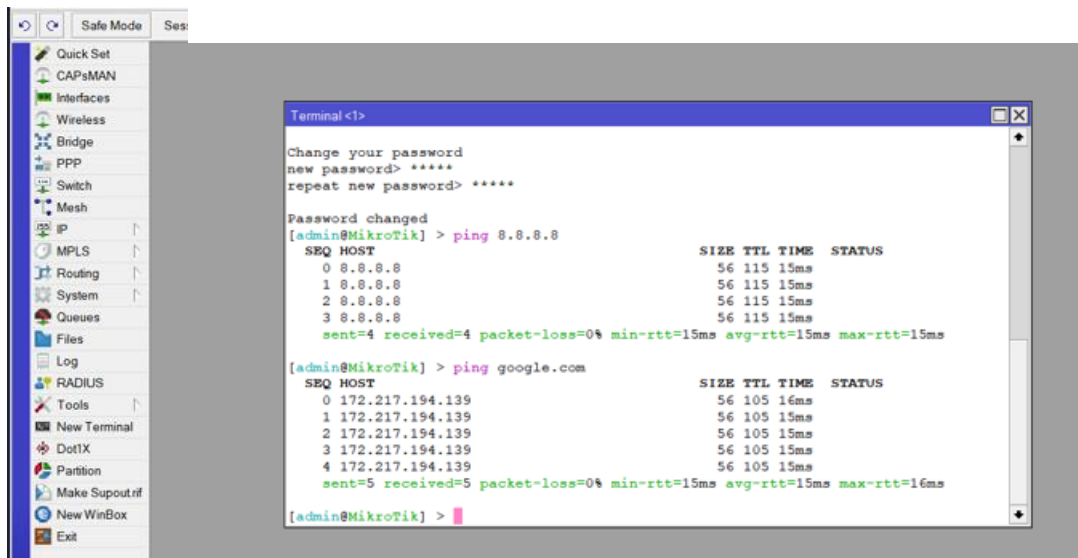 Safe Mode Ses
Quick Set
CAPsMAN
Interfaces
Wireless
Bridge
PPP
Switch
Mesh
IP
MPLS
Routing
System
Queues
Files
Log
RADIUS
Tools
New Terminal
Dot1X
Partition
Make Supout.rif
New WinBox
Exit
Terminal <1>
Change your password
new password> *****
repeat new password> *****
Password changed
[admin@MikroTik] > ping 8.8.8.8
SEQ HOST SIZE TTL TIME STATUS
0 8.8.8.8 56 115 15ms
1 8.8.8.8 56 115 15ms
2 8.8.8.8 56 115 15ms
3 8.8.8.8 56 115 15ms
sent=4 received=4 packet-loss=0% min-rtt=15ms avg-rtt=15ms max-rtt=15ms
[admin@MikroTik] > ping google.com
SEQ HOST SIZE TTL TIME STATUS
0 172.217.194.139 56 105 16ms
1 172.217.194.139 56 105 15ms
2 172.217.194.139 56 105 15ms
3 172.217.194.139 56 105 15ms
4 172.217.194.139 56 105 15ms
sent=5 received=5 packet-loss=0% min-rtt=15ms avg-rtt=15ms max-rtt=16ms
[admin@MikroTik] >